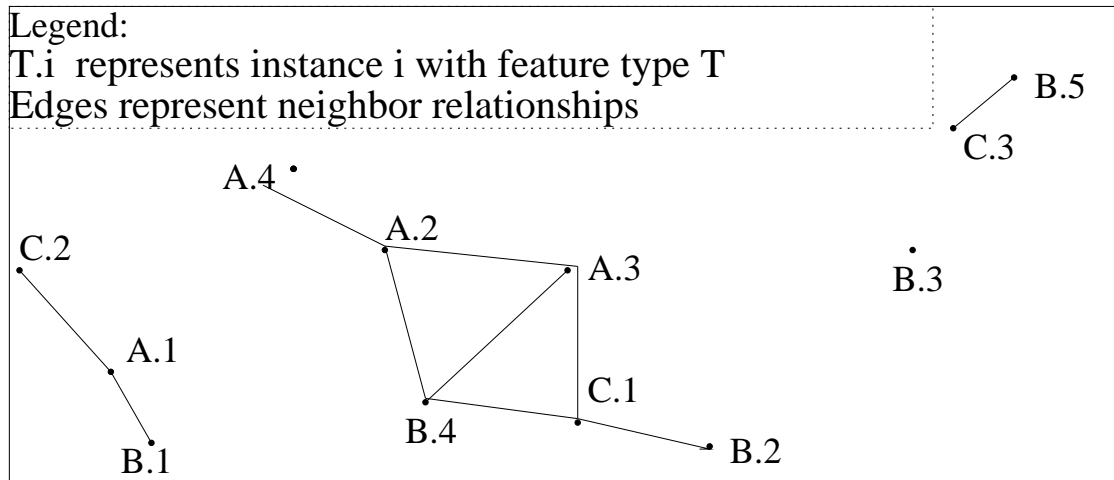 Legend:
T.i represents instance i with feature type T
Edges represent neighbor relationships
B.5
C.3
A.4
A.2
C.2
A.3
B.3
A.1
C.1
B.4
B.2
B.1